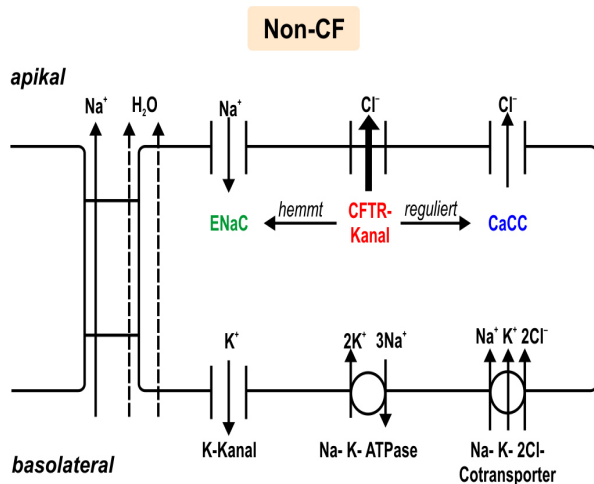 Non-CF
apikal
Na⁺ H₂O Na⁺ Cl⁻ Cl⁻
ENaC hemmt CFTR-Kanal reguliert CaCC
K⁺ 2K⁺ 3Na⁺ Na⁺ K⁺ 2Cl⁻
K-Kanal Na- K- ATPase Na- K- 2Cl-
Cotransporter
basolateral